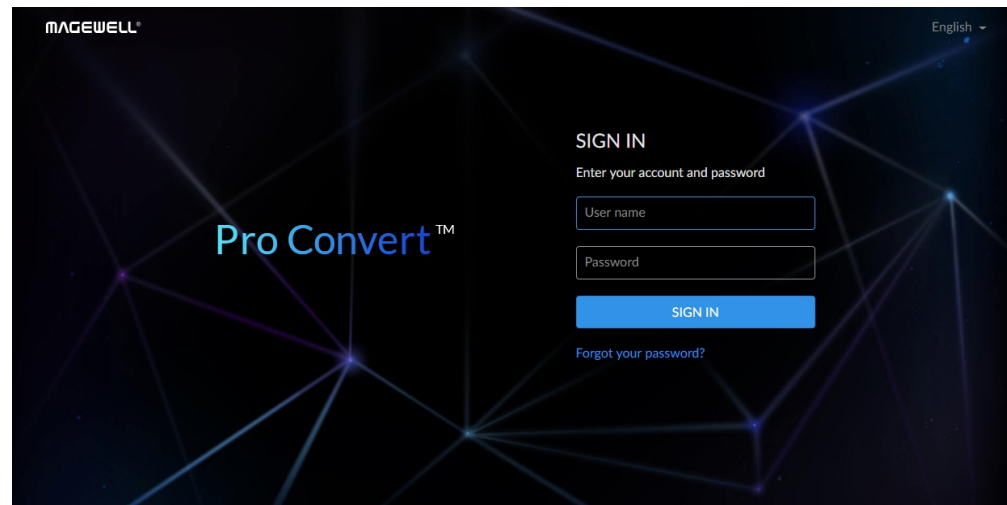 MAGEWELL®
English
SIGN IN
Enter your account and password
User name
Pro Convert™
Password
SIGN IN
Forgot your password?